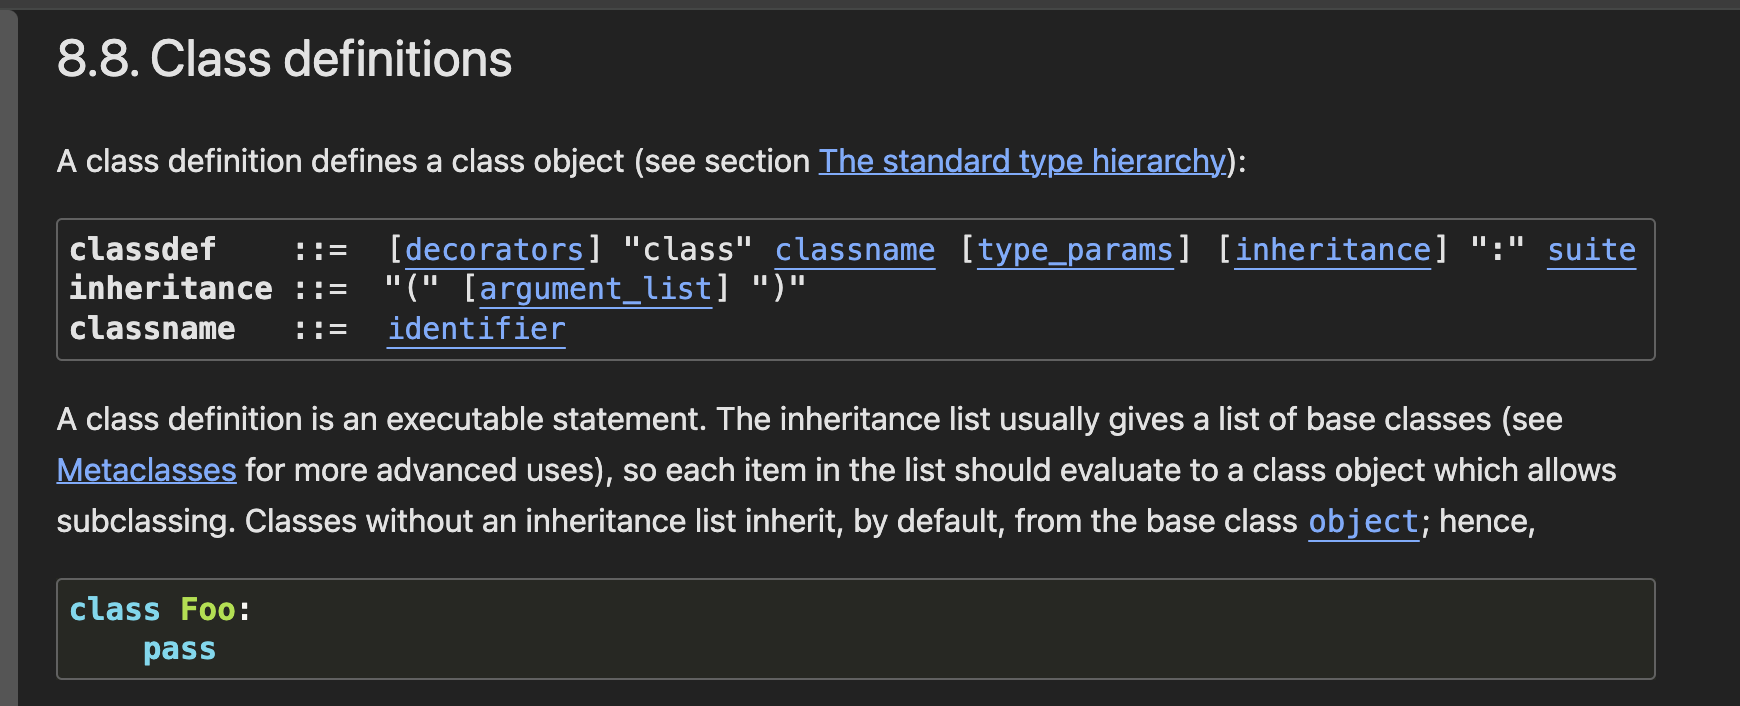 8.8. Class definitions
A class definition defines a class object (see section The standard type hierarchy):
classdef    ::=  [decorators] "class" classname [type_params] [inheritance] ":" suite
inheritance ::=  "(" [argument_list] ")"
classname   ::=  identifier
A class definition is an executable statement. The inheritance list usually gives a list of base classes (see
Metaclasses for more advanced uses), so each item in the list should evaluate to a class object which allows
subclassing. Classes without an inheritance list inherit, by default, from the base class object; hence,
class Foo:
    pass